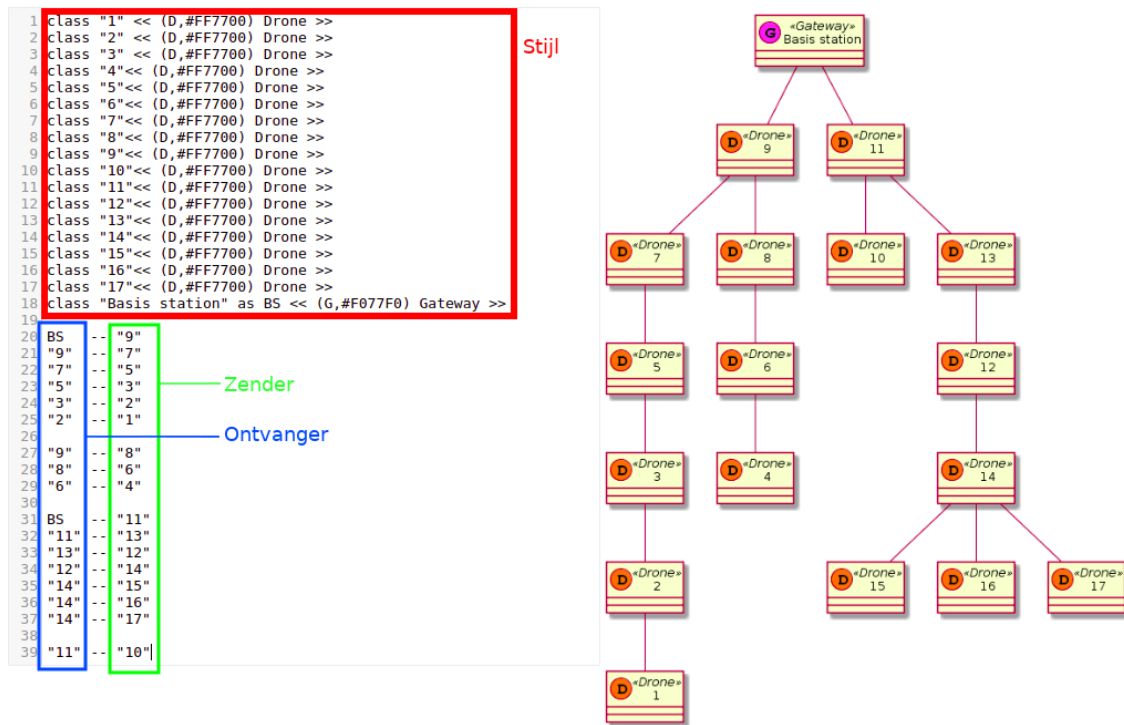 1 class "1" << (D,#FF7700) Drone >>
2 class "2" << (D,#FF7700) Drone >>
3 class "3" << (D,#FF7700) Drone >>
4 class "4"<< (D,#FF7700) Drone >>
5 class "5"<< (D,#FF7700) Drone >>
6 class "6"<< (D,#FF7700) Drone >>
7 class "7"<< (D,#FF7700) Drone >>
8 class "8"<< (D,#FF7700) Drone >>
9 class "9"<< (D,#FF7700) Drone >>
10 class "10"<< (D,#FF7700) Drone >>
11 class "11"<< (D,#FF7700) Drone >>
12 class "12"<< (D,#FF7700) Drone >>
13 class "13"<< (D,#FF7700) Drone >>
14 class "14"<< (D,#FF7700) Drone >>
15 class "15"<< (D,#FF7700) Drone >>
16 class "16"<< (D,#FF7700) Drone >>
17 class "17"<< (D,#FF7700) Drone >>
18 class "Basis station" as BS << (G,#F077F0) Gateway >>
19
20 BS -- "9"
21 "9" -- "7"
22 "7" -- "5"
23 "5" -- "3"
24 "3" -- "2"
25 "2" -- "1"
26
27 "9" -- "8"
28 "8" -- "6"
29 "6" -- "4"
30
31 BS -- "11"
32 "11" -- "13"
33 "13" -- "12"
34 "12" -- "14"
35 "14" -- "15"
36 "14" -- "16"
37 "14" -- "17"
38
39 "11" -- "10"
Stijl
Zender
Ontvanger
G «Gateway»
Basis station
D «Drone»
9
D «Drone»
11
D «Drone»
7
D «Drone»
8
D «Drone»
10
D «Drone»
13
D «Drone»
5
D «Drone»
6
D «Drone»
12
D «Drone»
3
D «Drone»
4
D «Drone»
14
D «Drone»
2
D «Drone»
15
D «Drone»
16
D «Drone»
17
D «Drone»
1